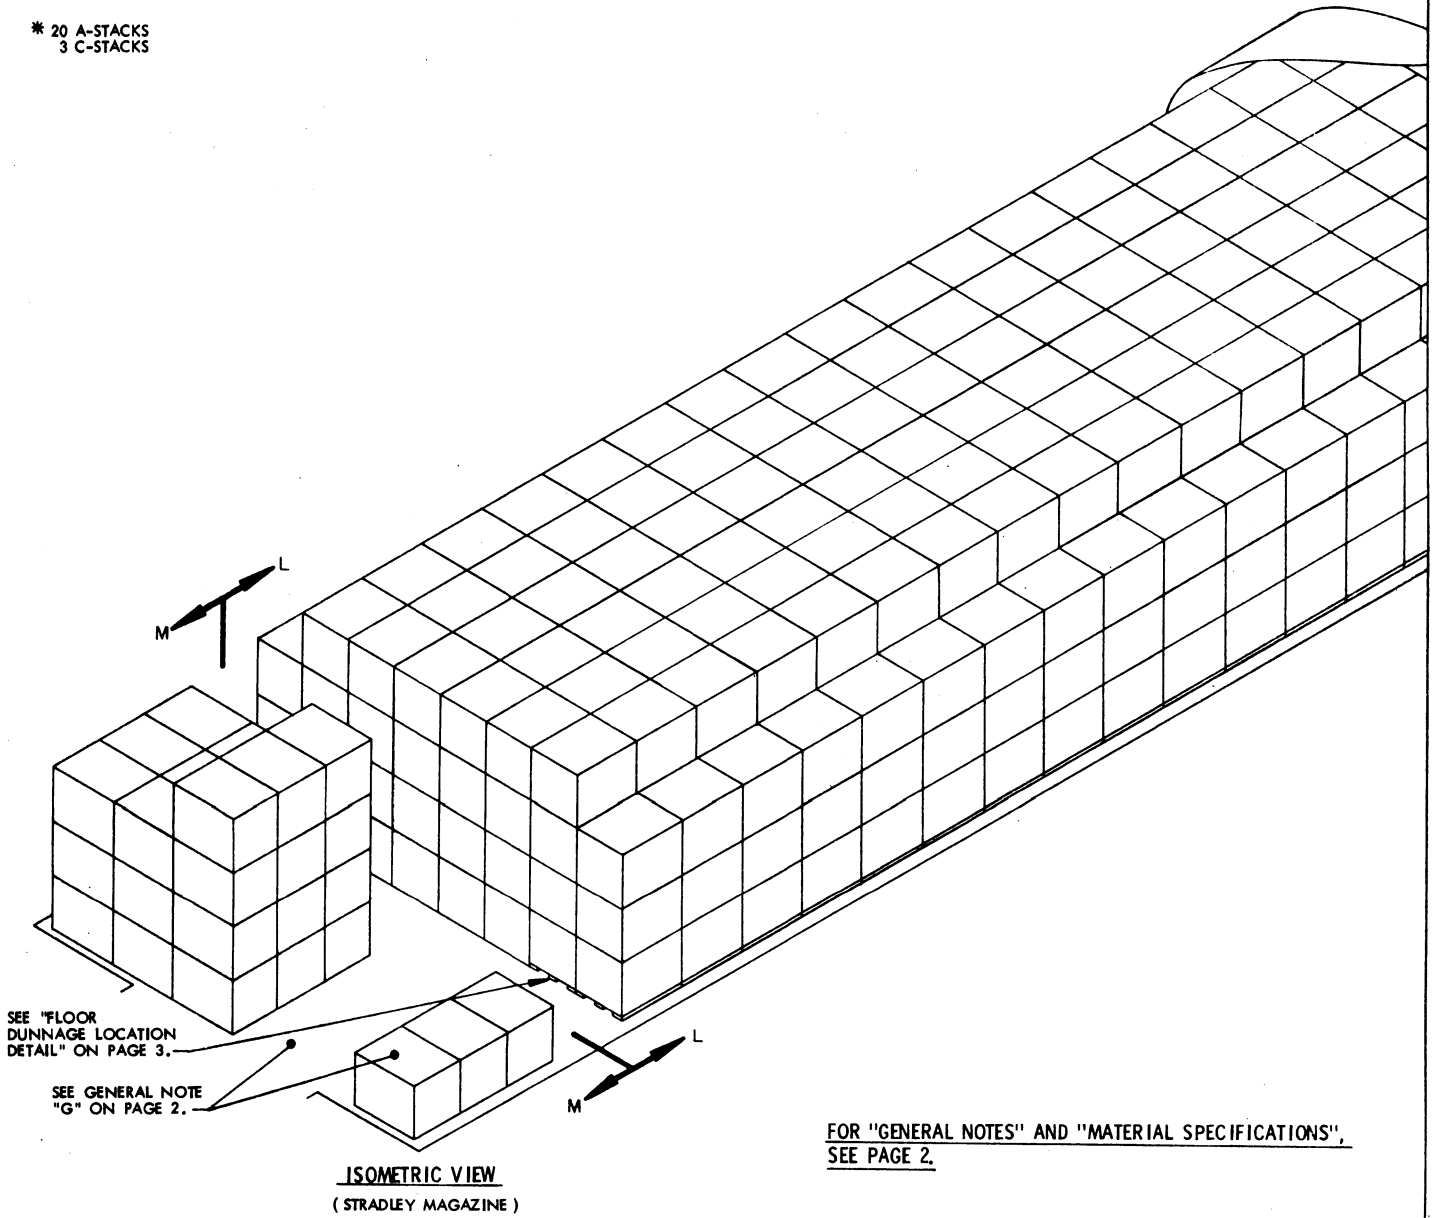 * 20 A-STACKS
3 C-STACKS
L
M
SEE "FLOOR
DUNNAGE LOCATION
DETAIL" ON PAGE 3.
SEE GENERAL NOTE
"G" ON PAGE 2.
L
M
FOR "GENERAL NOTES" AND "MATERIAL SPECIFICATIONS",
SEE PAGE 2.
ISOMETRIC VIEW
( STRADLEY MAGAZINE )